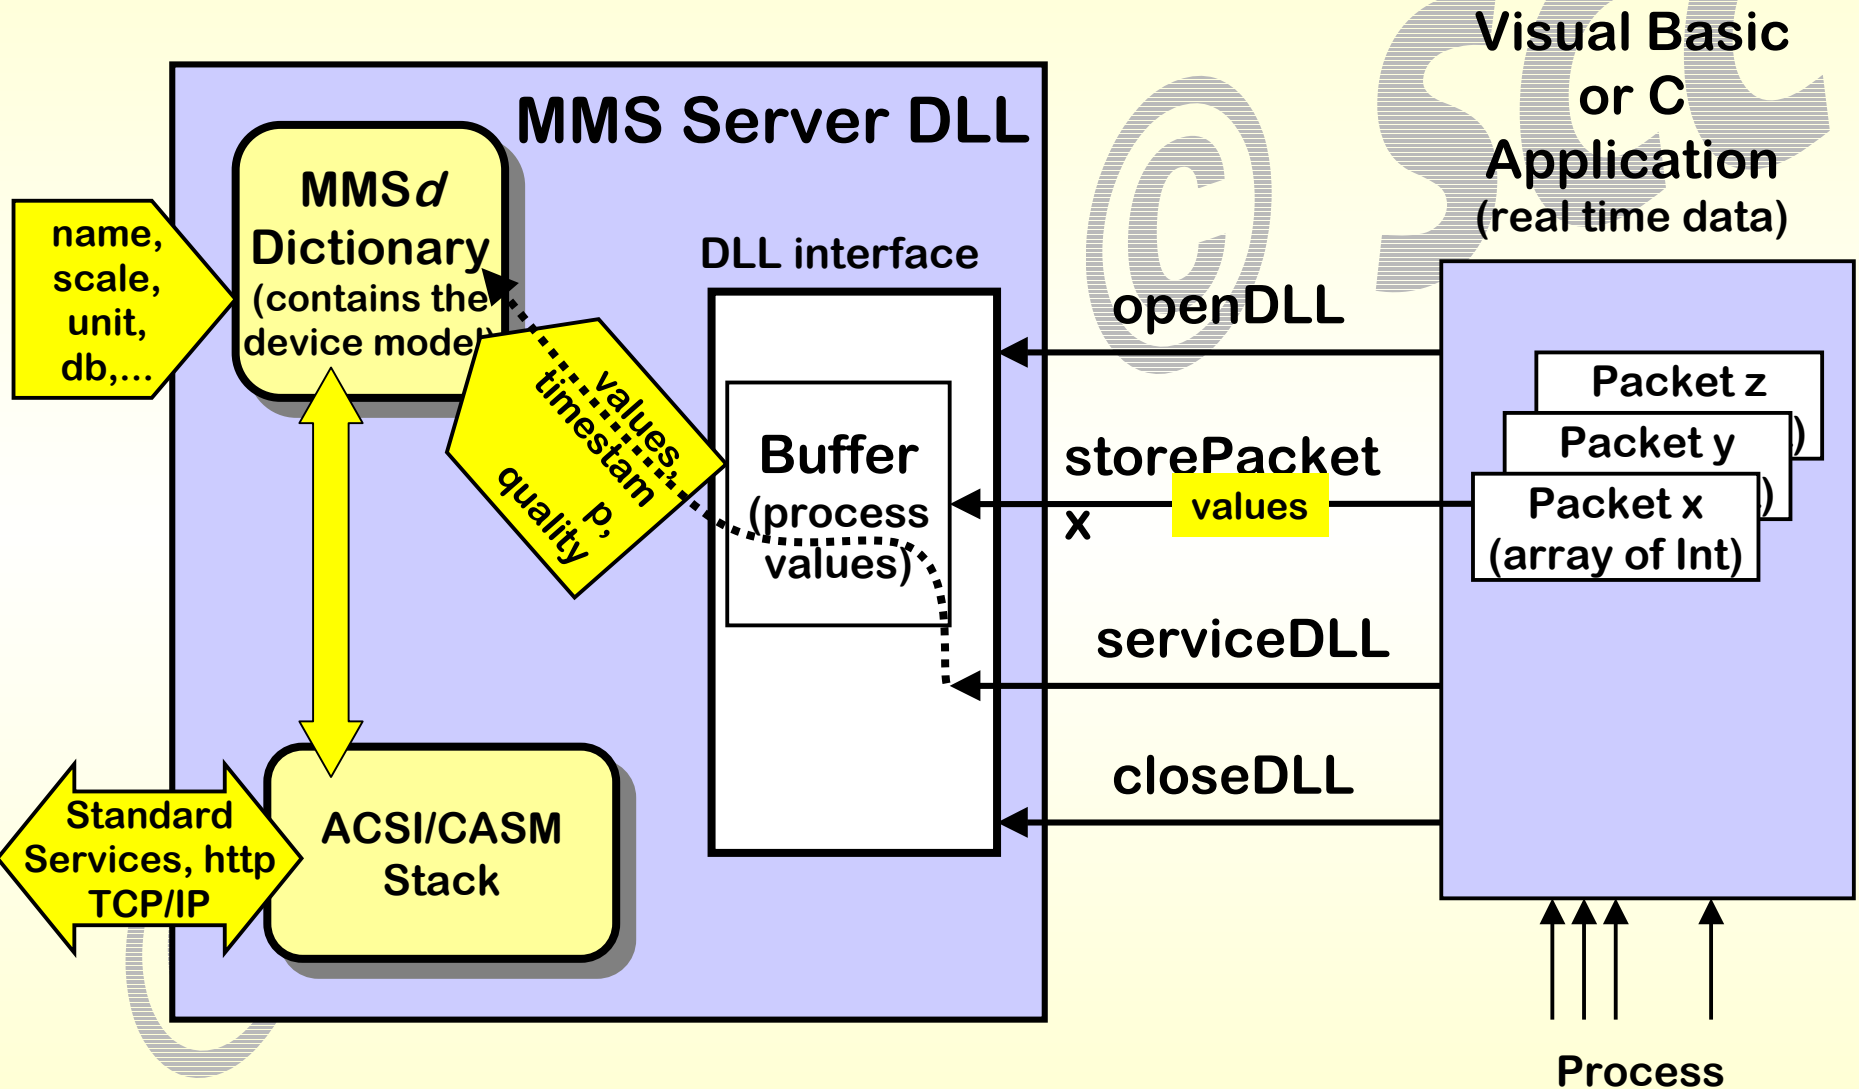 Visual Basic
or C
Application
(real time data)
MMS Server DLL
MMSd
Dictionary
(contains the
device model)
name,
scale,
unit,
db,...
DLL interface
values,
timestam
p,
quality
Buffer
(process
values)
openDLL
storePacket
x
values
serviceDLL
closeDLL
Packet z
)
Packet y
)
Packet x
(array of Int)
ACSI/CASM
Stack
Standard
Services, http
TCP/IP
Process
© SCC
©